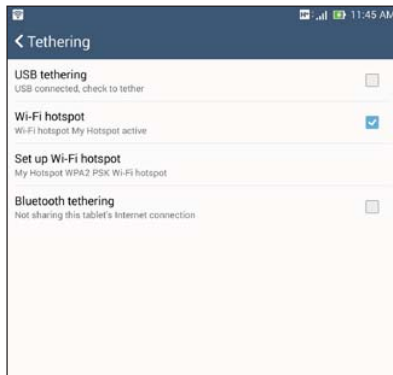 11:45 AM
Tethering
USB tethering
USB connected, check to tether
Wi-Fi hotspot
Wi-Fi hotspot My Hotspot active
Set up Wi-Fi hotspot
My Hotspot WPA2 PSK Wi-Fi hotspot
Bluetooth tethering
Not sharing this tablet's Internet connection